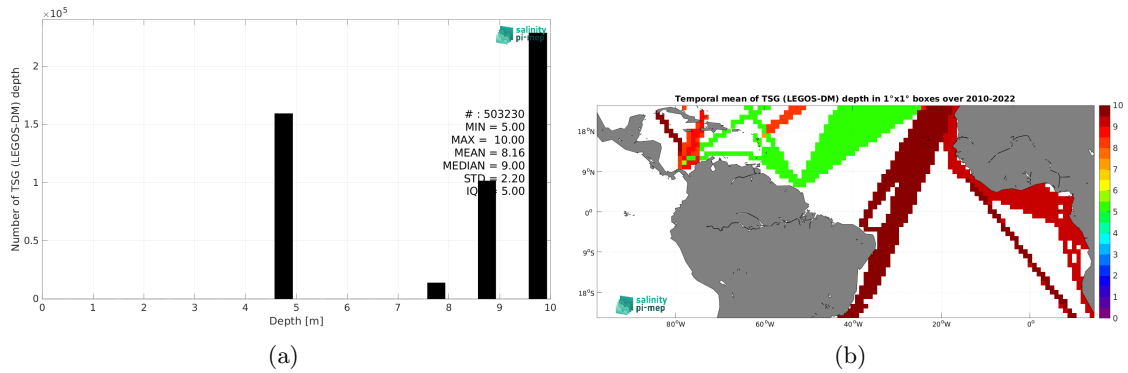 ×10⁵
salinity
pi-mep
2
1.5
1
0.5
0
Number of TSG (LEGOS-DM) depth
# : 503230
MIN = 5.00
MAX = 10.00
MEAN = 8.16
MEDIAN = 9.00
STD = 2.20
= 5.00
0 1 2 3 4 5 6 7 8 9 10
Depth [m]
(a)
Temporal mean of TSG (LEGOS-DM) depth in 1°x1° boxes over 2010-2022
18°N
9°N
0°
9°S
18°S
80°W 60°W 40°W 20°W 0°
salinity
pi-mep
10
9
8
7
6
5
4
3
2
1
0
(b)